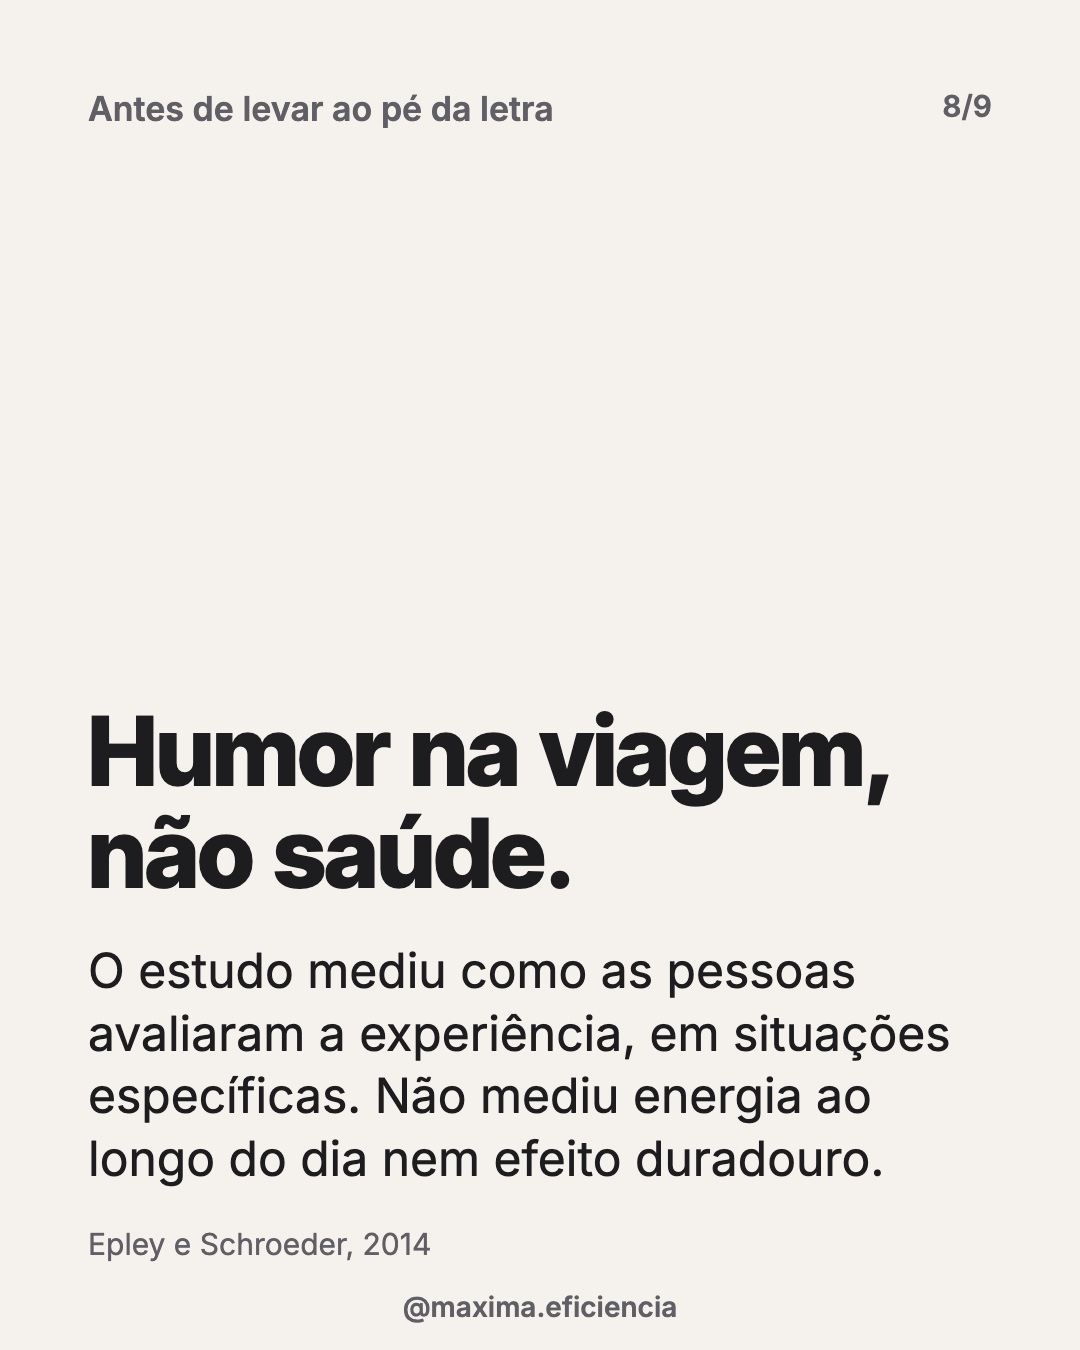 Antes de levar ao pé da letra
8/9
Humor na viagem,
não saúde.
O estudo mediu como as pessoas
avaliaram a experiência, em situações
específicas. Não mediu energia ao
longo do dia nem efeito duradouro.
Epley e Schroeder, 2014
@maxima.eficiencia